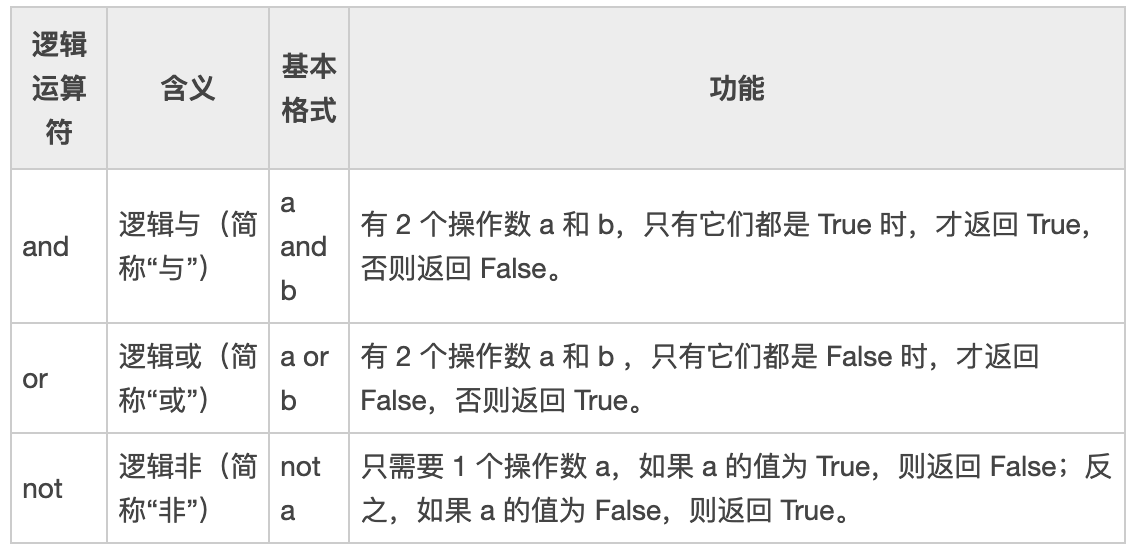 逻辑
运算
符
含义
基本
格式
功能
and
逻辑与（简
称“与”）
a
and
b
有 2 个操作数 a 和 b，只有它们都是 True 时，才返回 True，
否则返回 False。
or
逻辑或（简
称“或”）
a or
b
有 2 个操作数 a 和 b ，只有它们都是 False 时，才返回
False，否则返回 True。
not
逻辑非（简
称“非”）
not
a
只需要 1 个操作数 a，如果 a 的值为 True，则返回 False；反
之，如果 a 的值为 False，则返回 True。